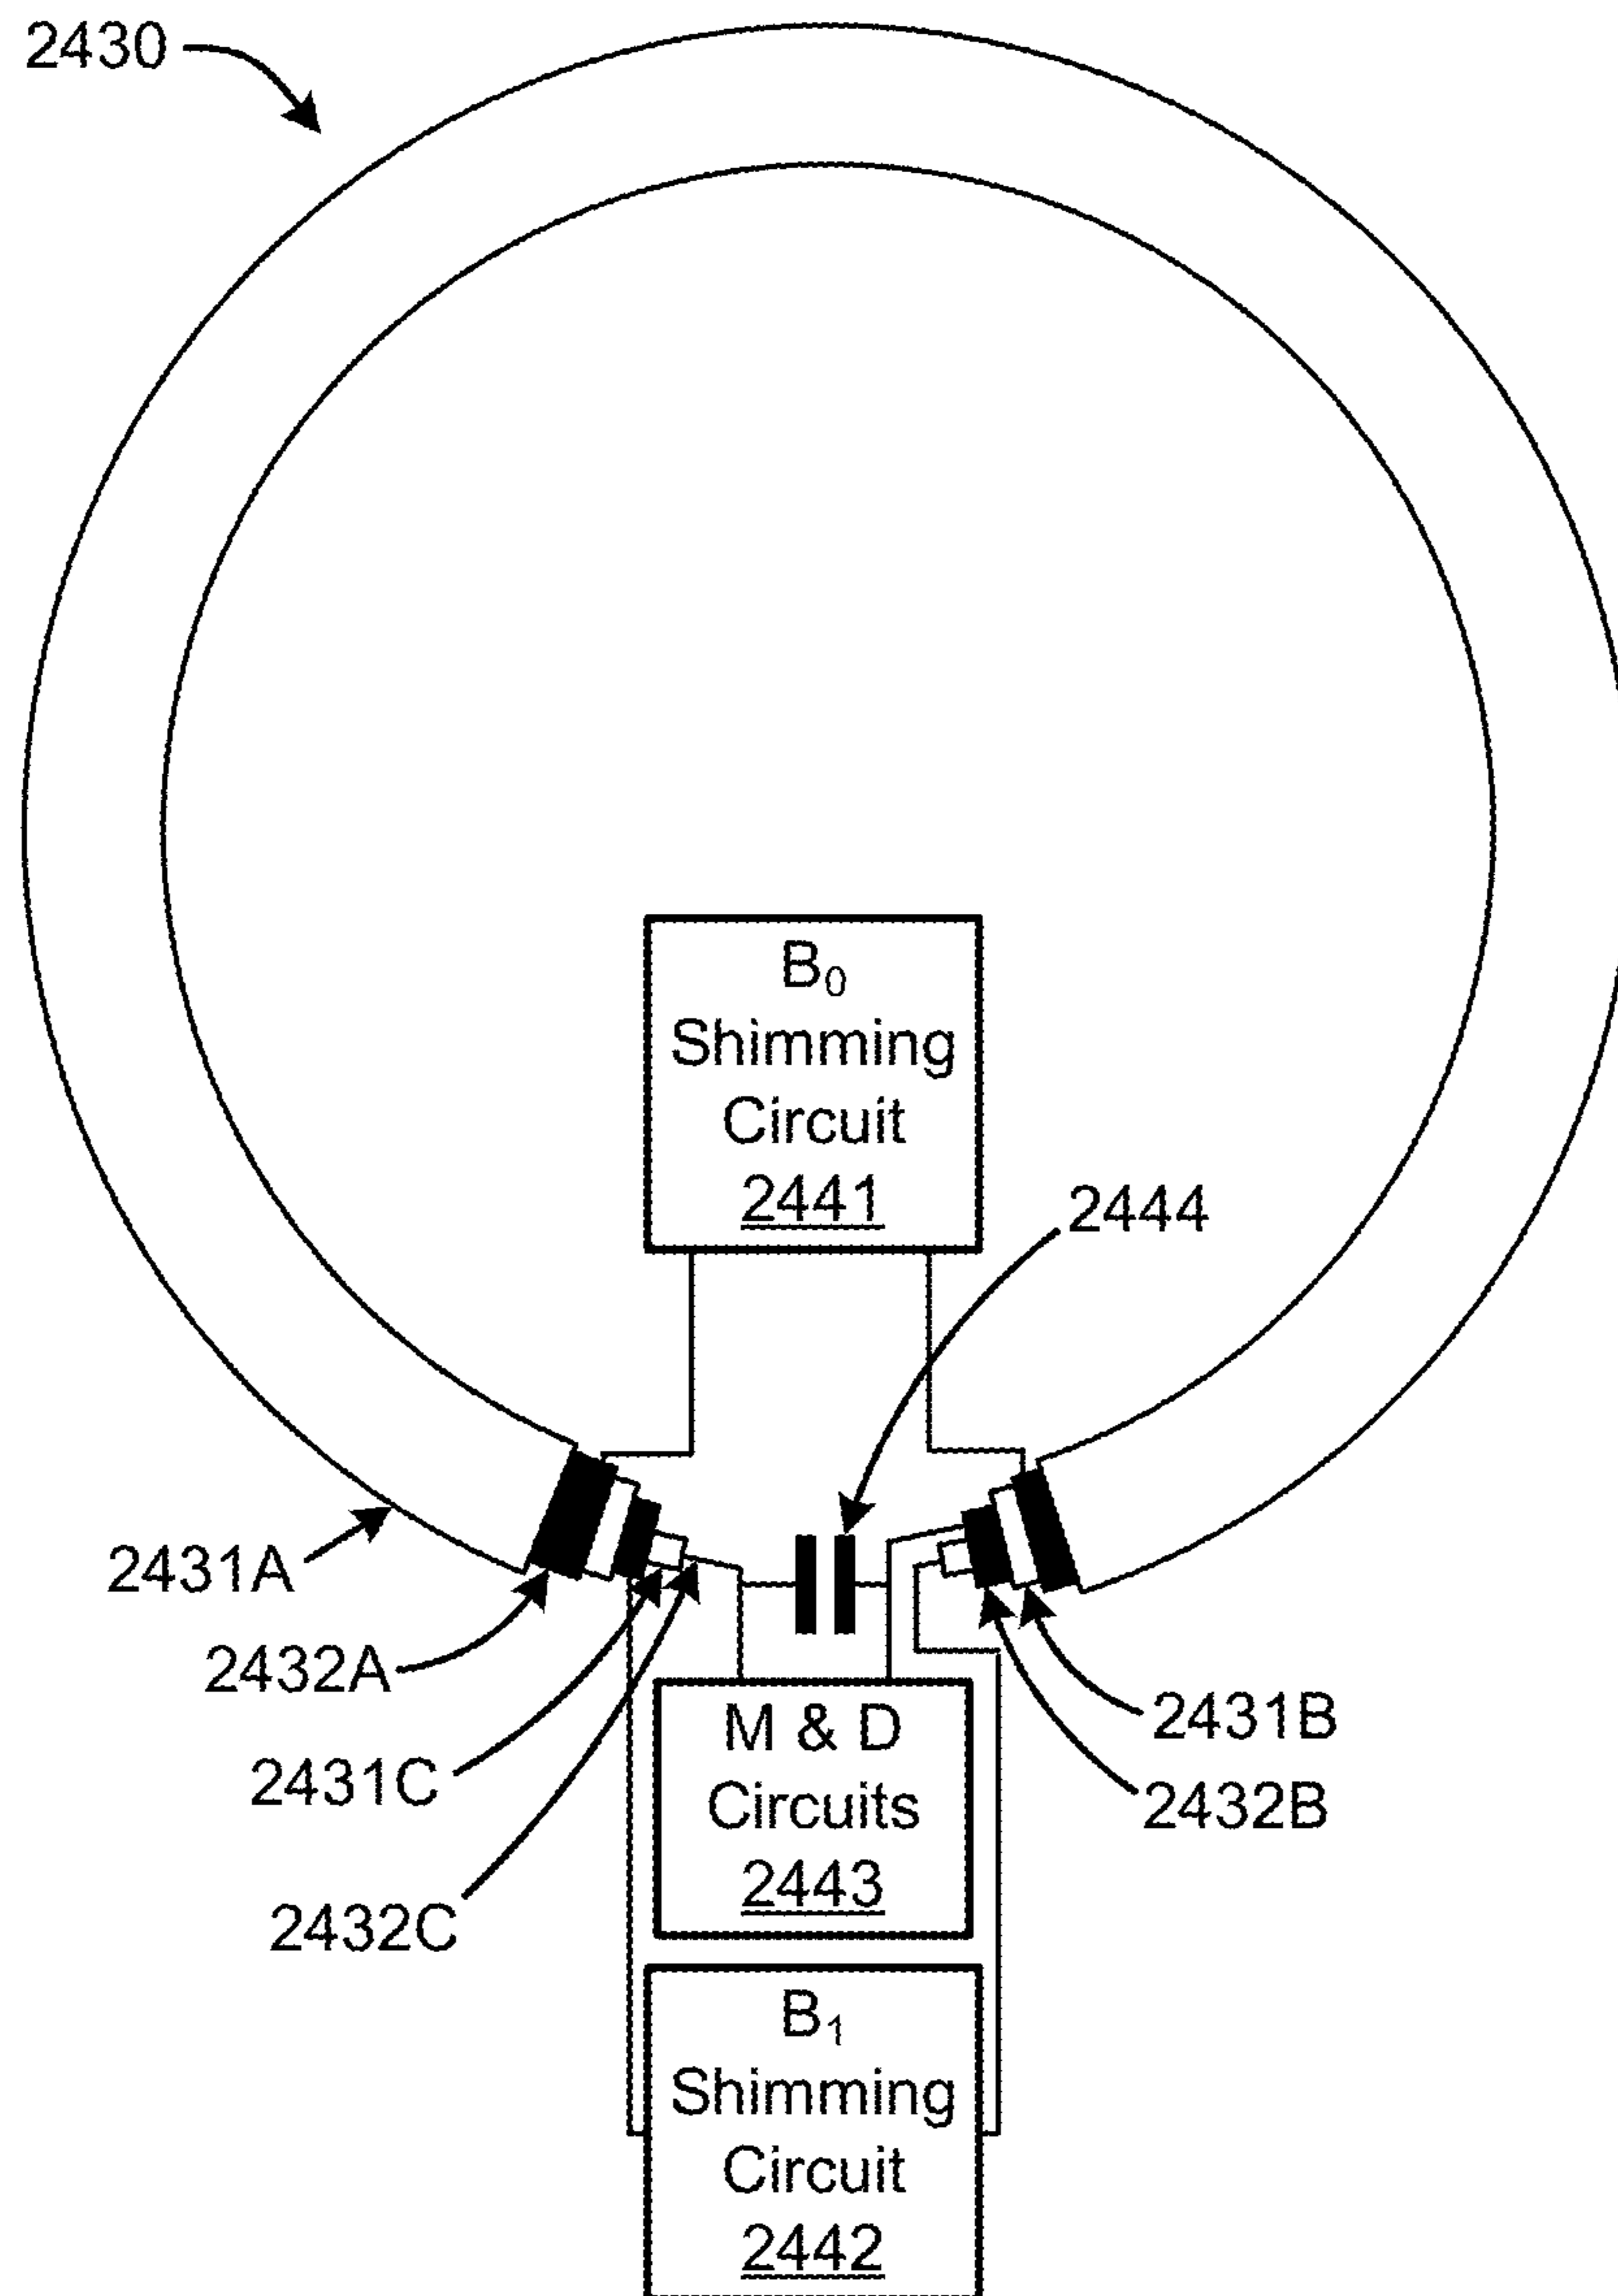 2430
B₀
Shimming
Circuit
2441
2444
2431A
2432A
2431C
2432C
2431B
2432B
M & D
Circuits
2443
B₁
Shimming
Circuit
2442